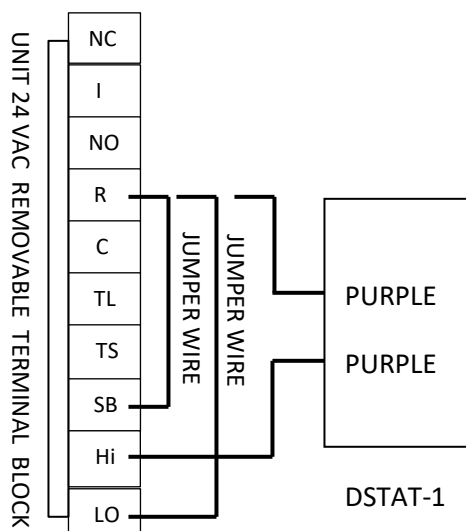 UNIT 24 VAC REMOVABLE TERMINAL BLOCK
NC
I
NO
R
C
TL
TS
SB
Hi
LO
JUMPER WIRE
JUMPER WIRE
PURPLE
PURPLE
DSTAT-1